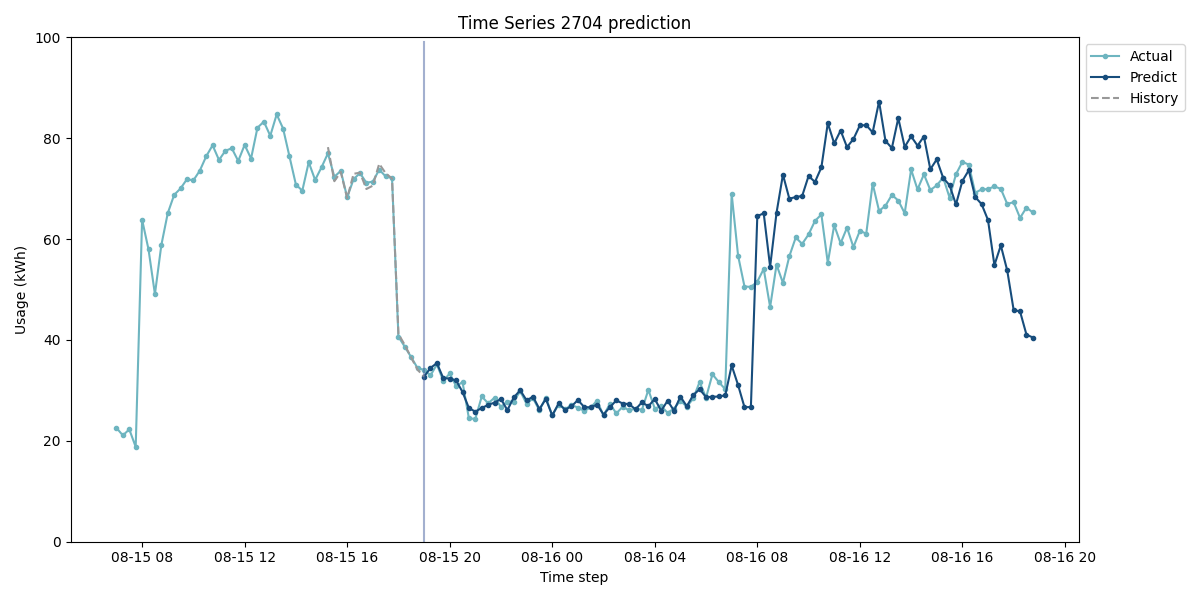 Time Series 2704 prediction
100
80
60
40
20
0
Usage (kWh)
08-15 08
08-15 12
08-15 16
08-15 20
08-16 00
08-16 04
08-16 08
08-16 12
08-16 16
08-16 20
Time step
Actual
Predict
History